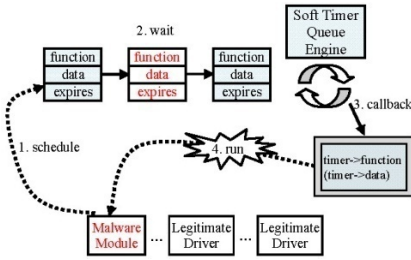 2. wait
Soft Timer
Queue
Engine
function
data
expires
function
data
expires
function
data
expires
3. callback
1. schedule
4. run
timer->function
(timer->data)
Malware
Module
...
Legitimate
Driver
...
Legitimate
Driver